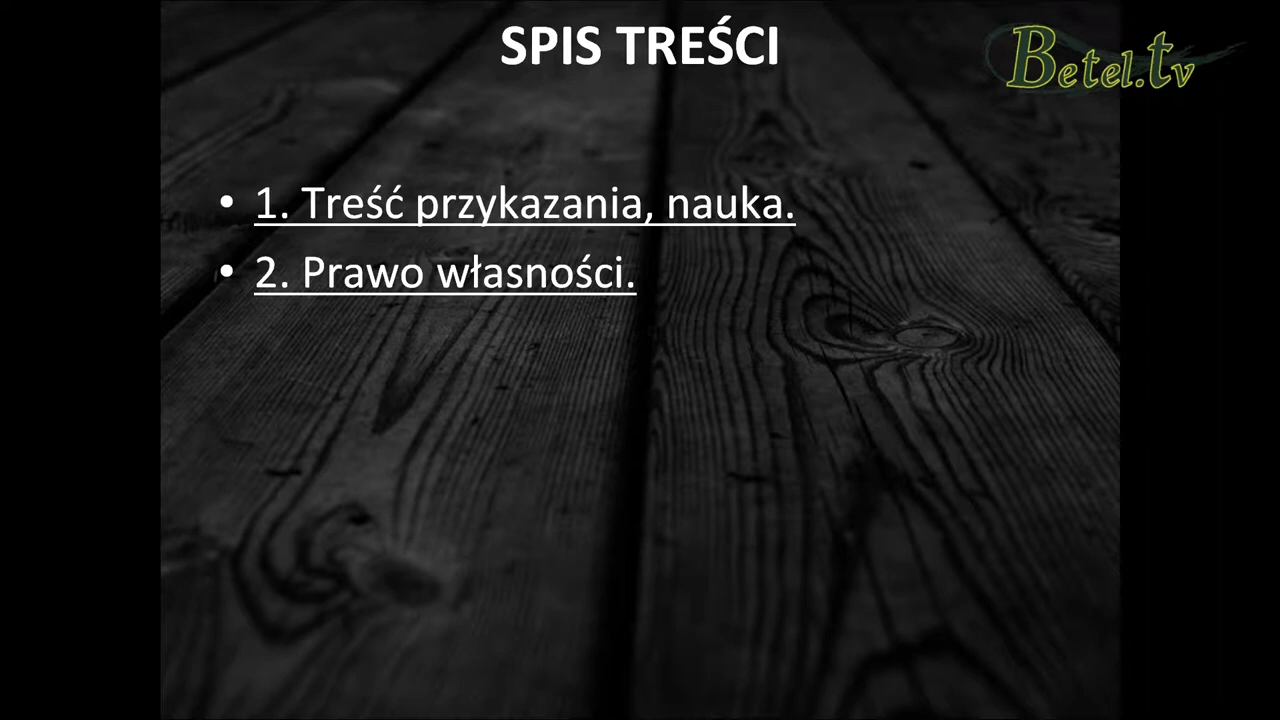 SPIS TREŚCI
Betel.tv
• 1. Treść przykazania, nauka.
• 2. Prawo własności.